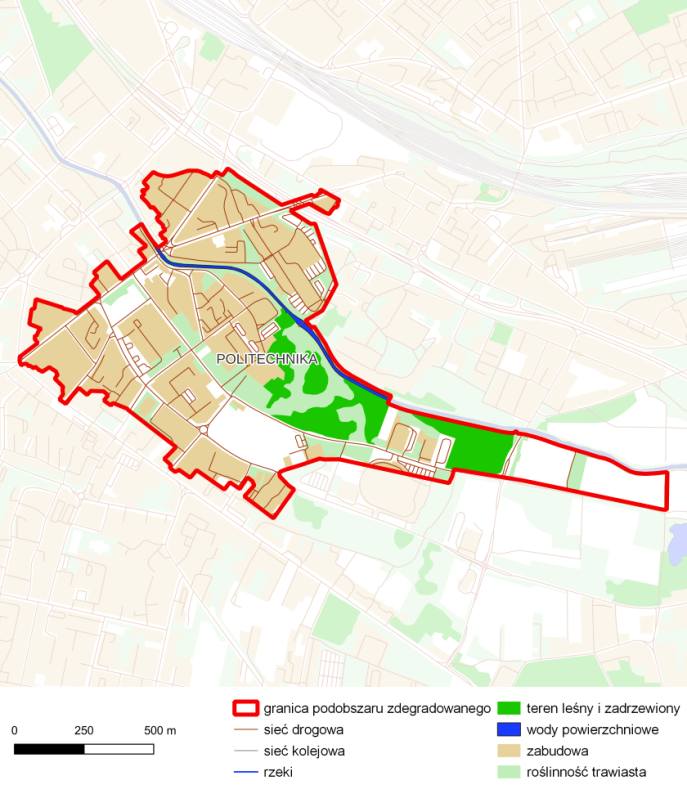 POLITECHNIKA
0 250 500 m
granica podobszaru zdegradowanego
sieć drogowa
sieć kolejowa
rzeki
teren leśny i zadrzewiony
wody powierzchniowe
zabudowa
roślinność trawiasta